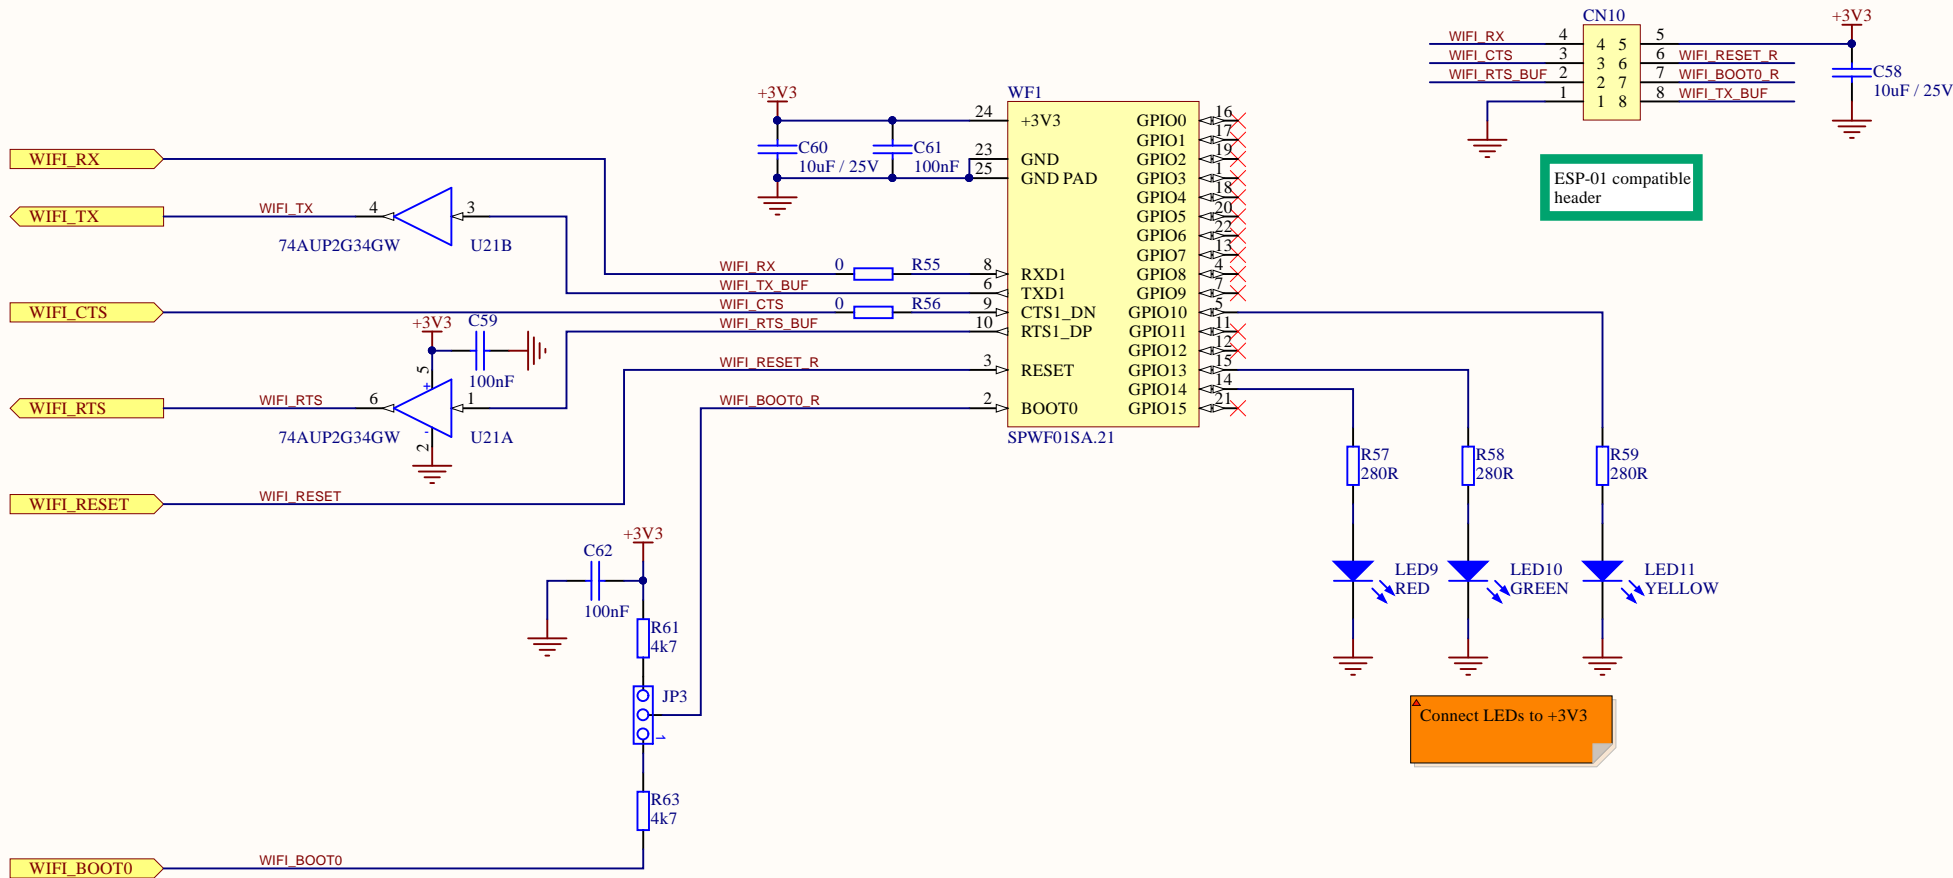 CN10
+3V3
WIFI_RX 4 4 5 5
WIFI_CTS 3 3 6 6 WIFI_RESET_R
WIFI_RTS_BUF 2 2 7 7 WIFI_BOOT0_R
1 1 8 8 WIFI_TX_BUF
C58
10uF / 25V
ESP-01 compatible
header
WF1
+3V3
24 +3V3
23 GND
25 GND PAD
C60
10uF / 25V
C61
100nF
8 RXD1
6 TXD1
9 CTS1_DN
10 RTS1_DP
3 RESET
2 BOOT0
GPIO0 16
GPIO1 17
GPIO2 19
GPIO3 1
GPIO4 18
GPIO5 20
GPIO6 22
GPIO7 13
GPIO8 4
GPIO9 7
GPIO10 5
GPIO11 11
GPIO12 12
GPIO13 15
GPIO14 14
GPIO15 21
SPWF01SA.21
WIFI_RX
WIFI_TX
WIFI_TX 4 3
74AUP2G34GW U21B
WIFI_RX 0 R55
WIFI_TX_BUF
WIFI_CTS
WIFI_CTS 0 R56
WIFI_RTS_BUF
+3V3
C59
100nF
5
+
WIFI_RTS
WIFI_RTS 6 1
-
2
74AUP2G34GW U21A
WIFI_RESET_R
WIFI_BOOT0_R
WIFI_RESET
WIFI_RESET
+3V3
C62
100nF
R61
4k7
JP3
1
R63
4k7
WIFI_BOOT0
WIFI_BOOT0
R57
280R
R58
280R
R59
280R
LED9
RED
LED10
GREEN
LED11
YELLOW
Connect LEDs to +3V3